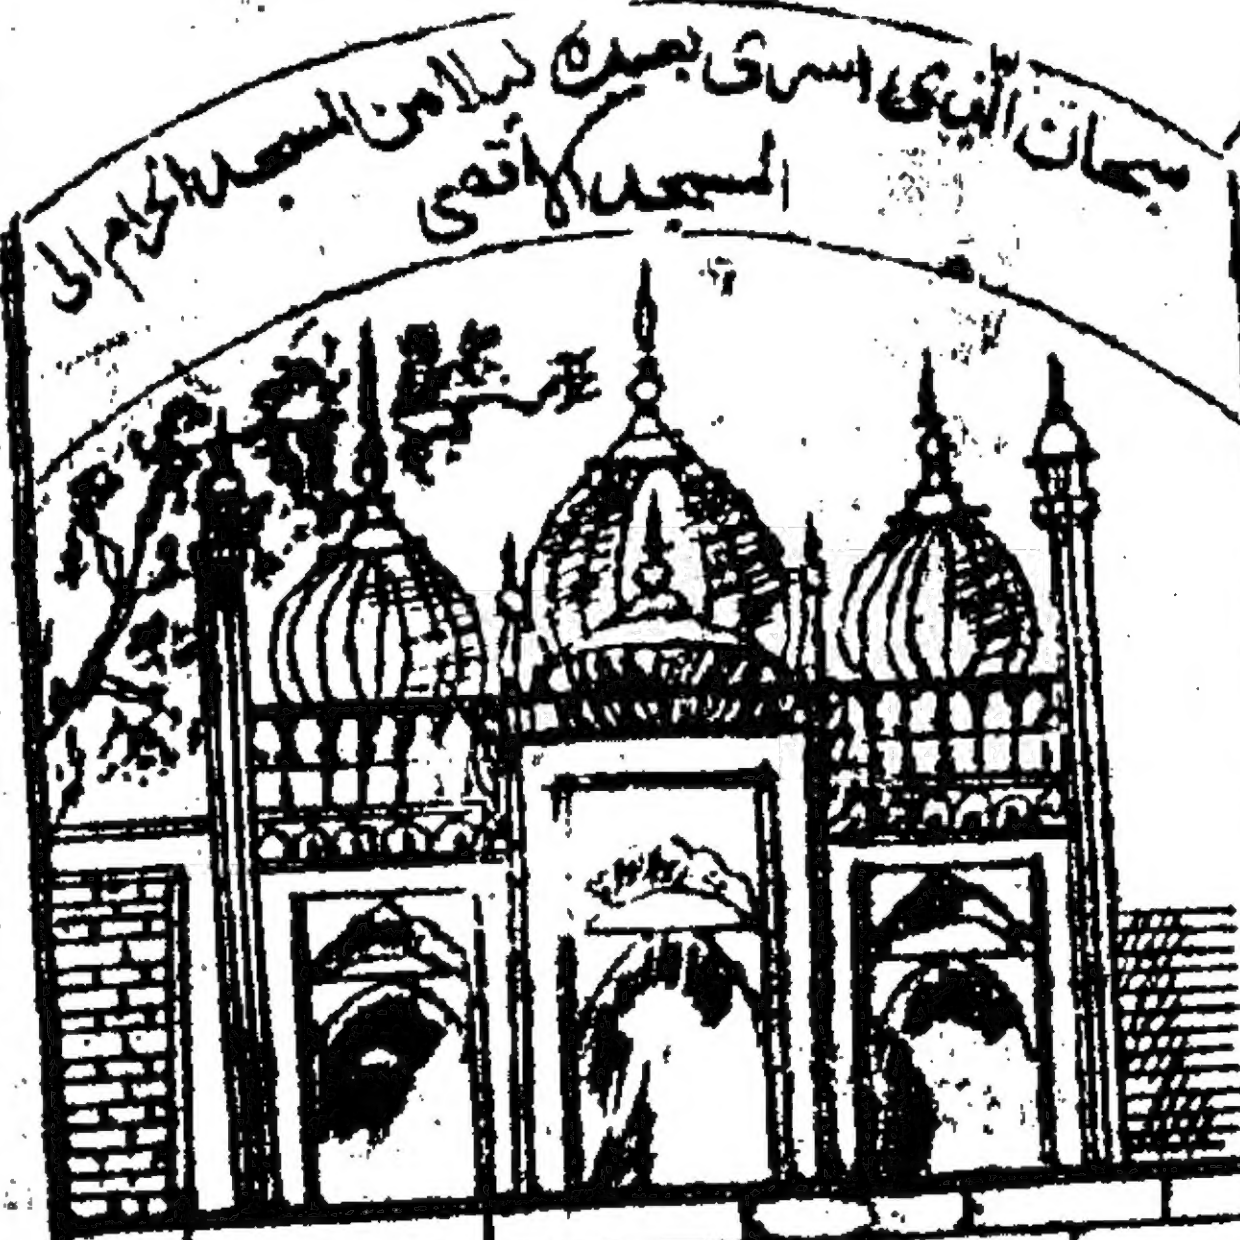 سبحان الذی اسری بعبدہ لیلا من المسجد الحرام الی
المسجد الاقصی